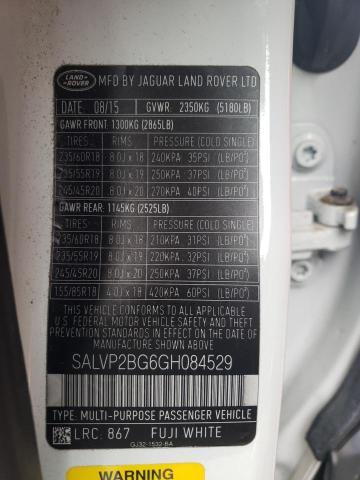 LAND ROVER
MFD BY JAGUAR LAND ROVER LTD
DATE 08/15 GVWR: 2350KG (5180LB)
GAWR FRONT: 1300KG (2865LB)
TIRES RIMS PRESSURE (COLD SINGLE)
235/60R18 8.0J x 18 240KPA 35PSI (LB/PO²)
235/55R19 8.0J x 19 250KPA 37PSI (LB/PO²)
245/45R20 8.0J x 20 270KPA 40PSI (LB/PO²)
GAWR REAR: 1145KG (2525LB)
TIRES RIMS PRESSURE (COLD SINGLE)
235/60R18 8.0J x 18 210KPA 31PSI (LB/PO²)
235/55R19 8.0J x 19 220KPA 32PSI (LB/PO²)
245/45R20 8.0J x 20 250KPA 37PSI (LB/PO²)
155/85R18 4.0J x 18 420KPA 60PSI (LB/PO²)
THIS VEHICLE CONFORMS TO ALL APPLICABLE
U.S. FEDERAL MOTOR VEHICLE SAFETY, BUMPER, AND THEFT
PREVENTION STANDARDS IN EFFECT ON THE DATE OF
MANUFACTURE SHOWN ABOVE.
SALVP2BG6GH084529
TYPE: MULTI-PURPOSE PASSENGER VEHICLE
LRC: 867 FUJI WHITE
GJ32-1532-BA
WARNING